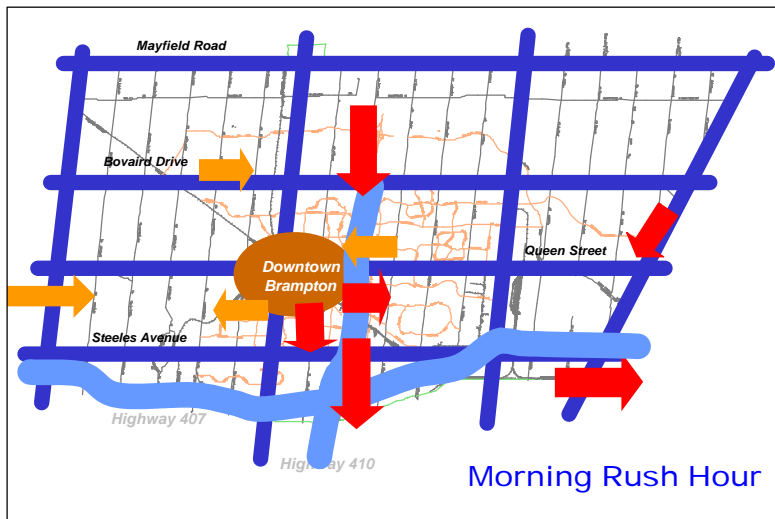 Mayfield Road
Bovaird Drive
Queen Street
Downtown
Brampton
Steeles Avenue
Highway 407
Highway 410
Morning Rush Hour